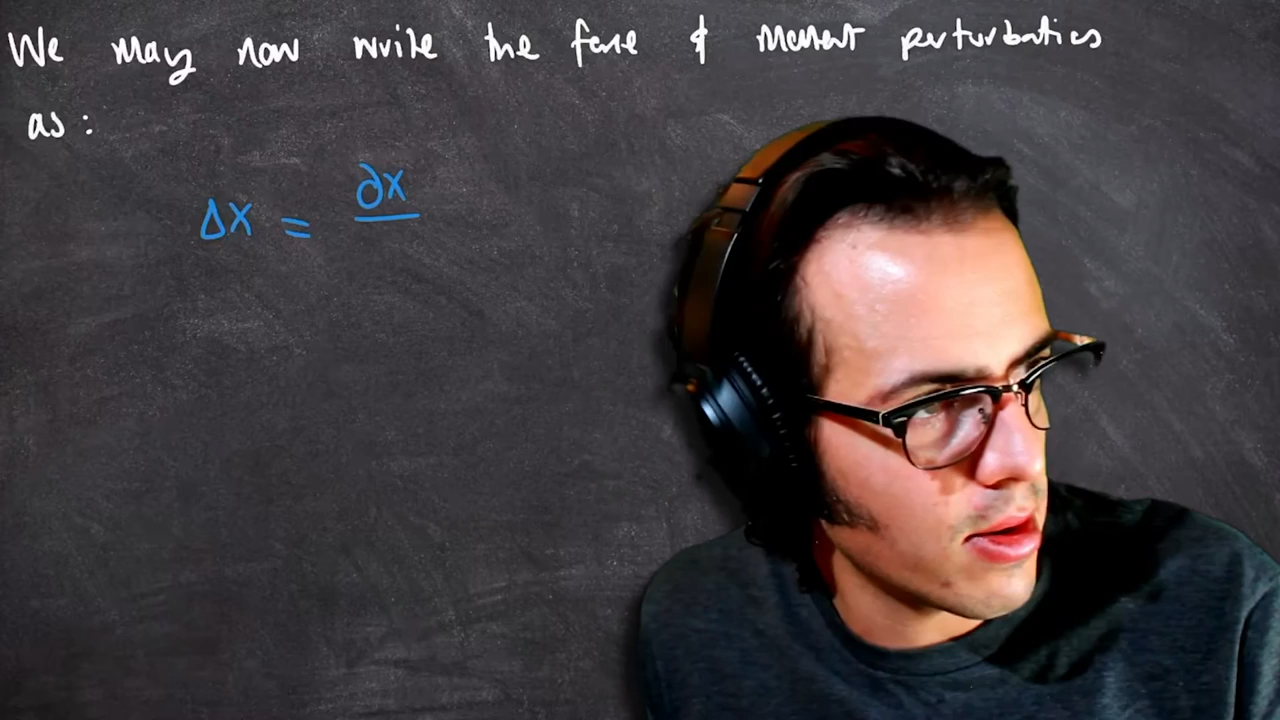 We may now write the force & moment perturbations
as:
ΔX = ∂X